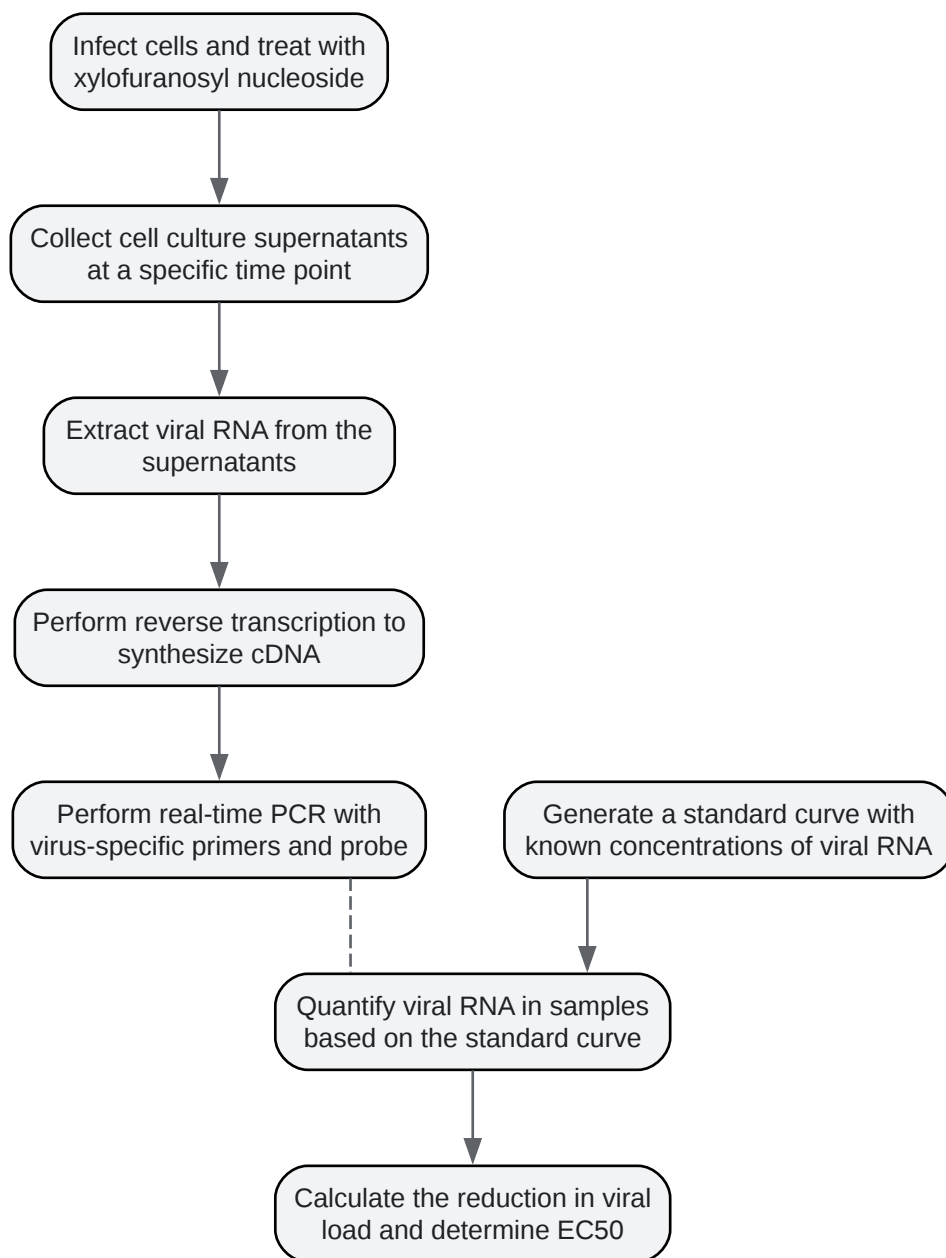 Infect cells and treat with
xylofuranosyl nucleoside
Collect cell culture supernatants
at a specific time point
Extract viral RNA from the
supernatants
Perform reverse transcription to
synthesize cDNA
Perform real-time PCR with
virus-specific primers and probe
Generate a standard curve with
known concentrations of viral RNA
Quantify viral RNA in samples
based on the standard curve
Calculate the reduction in viral
load and determine EC50